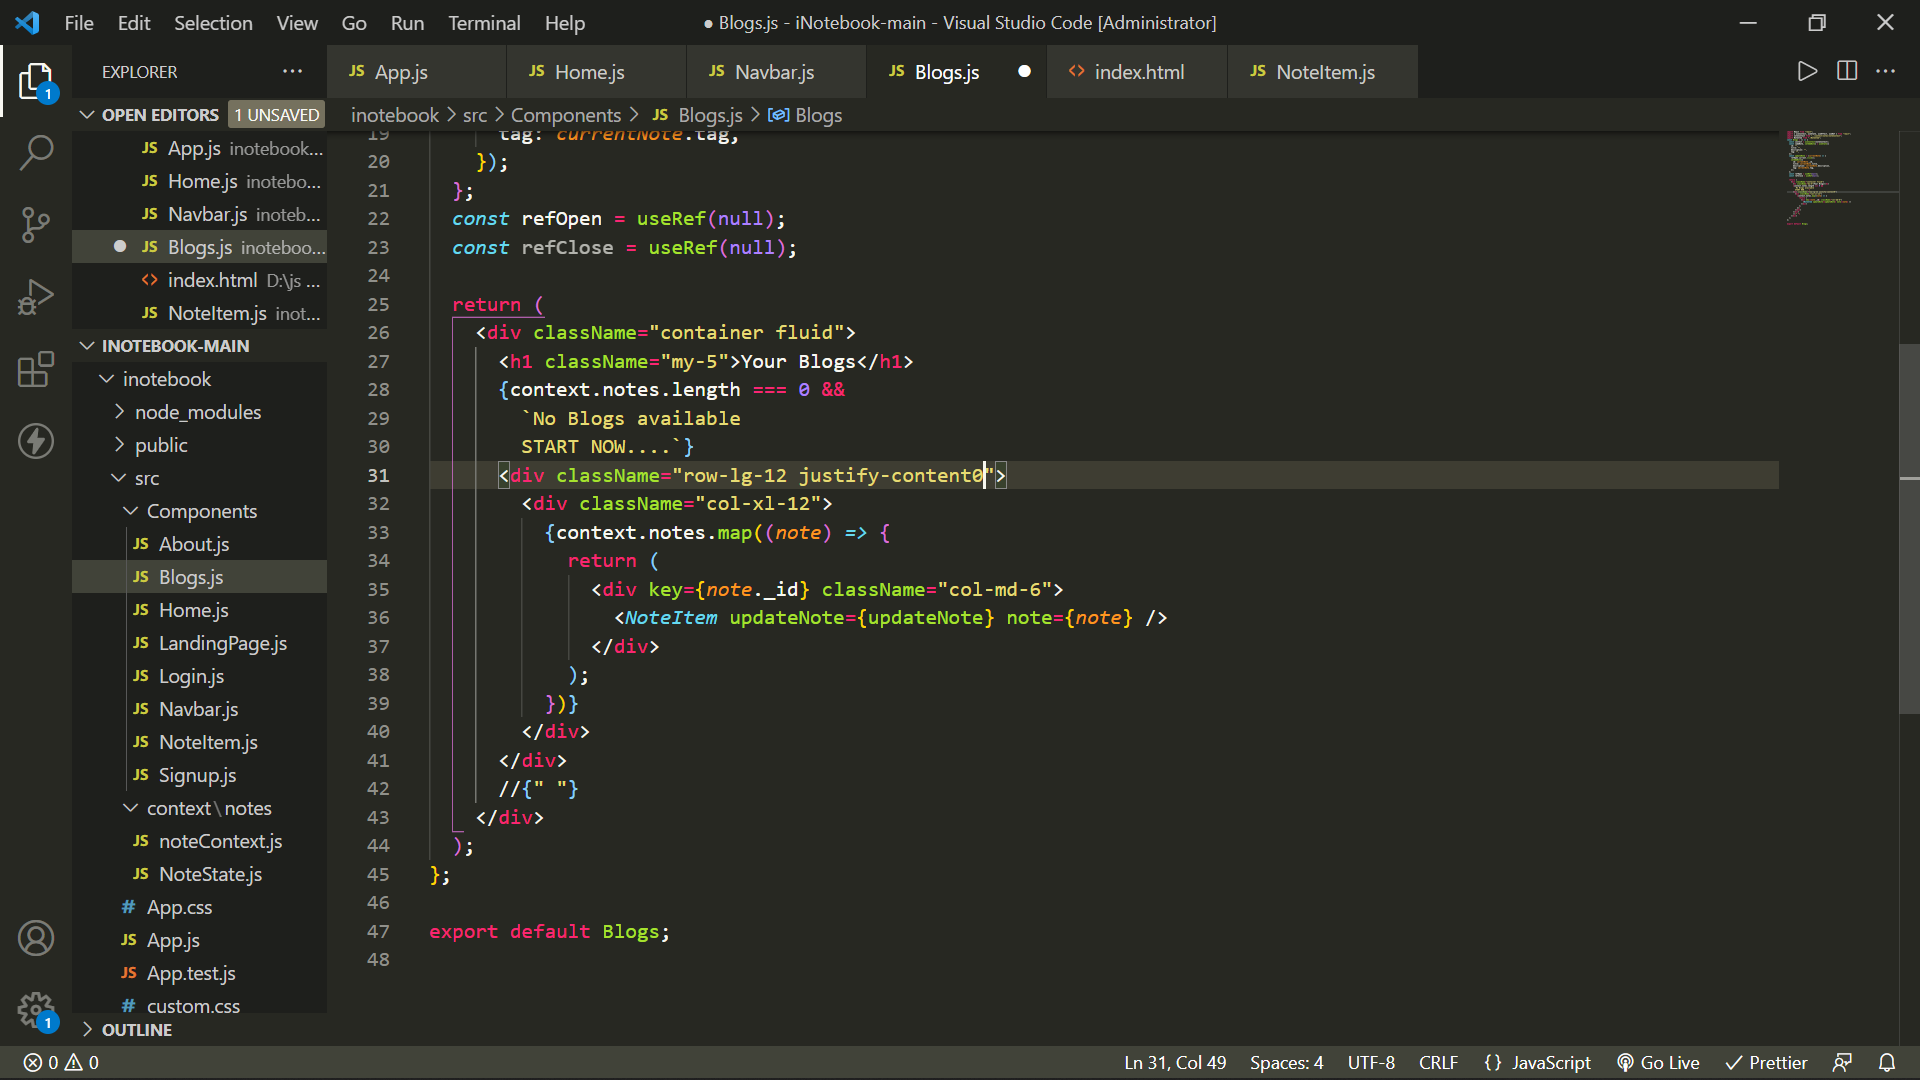 File Edit Selection View Go Run Terminal Help
● Blogs.js - iNotebook-main - Visual Studio Code [Administrator]
EXPLORER ...
JS App.js
JS Home.js
JS Navbar.js
JS Blogs.js ●
<> index.html
JS NoteItem.js
1
OPEN EDITORS 1 UNSAVED
JS App.js inotebook...
JS Home.js inotebo...
JS Navbar.js inoteb...
● JS Blogs.js inoteboo...
<> index.html D:\js ...
JS NoteItem.js inot...
INOTEBOOK-MAIN
inotebook
node_modules
public
src
Components
JS About.js
JS Blogs.js
JS Home.js
JS LandingPage.js
JS Login.js
JS Navbar.js
JS NoteItem.js
JS Signup.js
context\notes
JS noteContext.js
JS NoteState.js
# App.css
JS App.js
JS App.test.js
# custom.css
OUTLINE
1
inotebook > src > Components > JS Blogs.js > Blogs
19 tag: currentNote.tag,
20 });
21 };
22 const refOpen = useRef(null);
23 const refClose = useRef(null);
24
25 return (
26 <div className="container fluid">
27 <h1 className="my-5">Your Blogs</h1>
28 {context.notes.length === 0 &&
29 `No Blogs available
30 START NOW....`}
31 <div className="row-lg-12 justify-content0">
32 <div className="col-xl-12">
33 {context.notes.map((note) => {
34 return (
35 <div key={note._id} className="col-md-6">
36 <NoteItem updateNote={updateNote} note={note} />
37 </div>
38 );
39 })}
40 </div>
41 </div>
42 //{" "}
43 </div>
44 );
45 };
46
47 export default Blogs;
48
0 0
Ln 31, Col 49 Spaces: 4 UTF-8 CRLF {} JavaScript Go Live Prettier